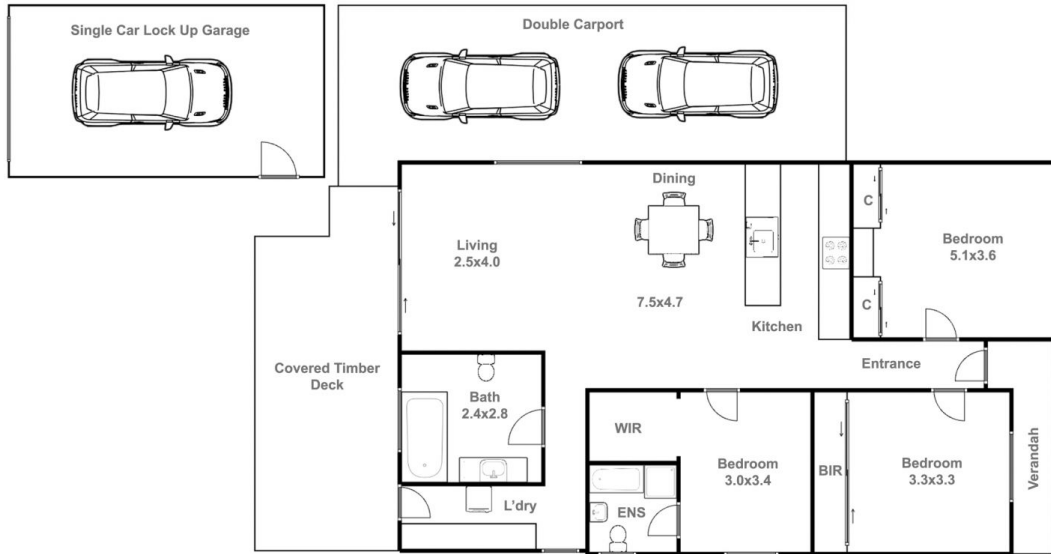 Single Car Lock Up Garage
Double Carport
Dining
C
Living
2.5x4.0
Bedroom
5.1x3.6
7.5x4.7
C
Kitchen
Covered Timber
Deck
Entrance
Bath
2.4x2.8
WIR
Bedroom
3.0x3.4
BIR
Bedroom
3.3x3.3
Verandah
L'dry
ENS